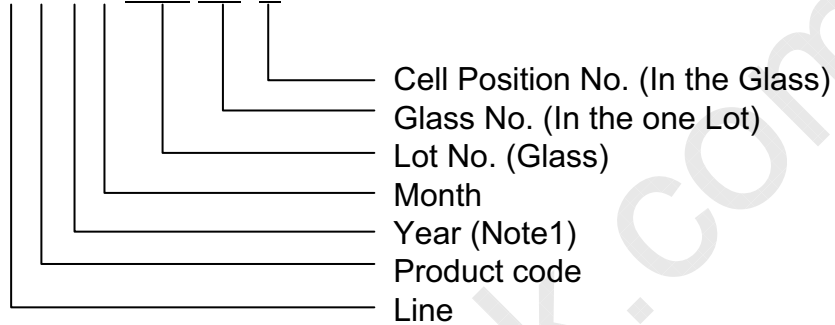 Cell Position No. (In the Glass)
Glass No. (In the one Lot)
Lot No. (Glass)
Month
Year (Note1)
Product code
Line
k.com